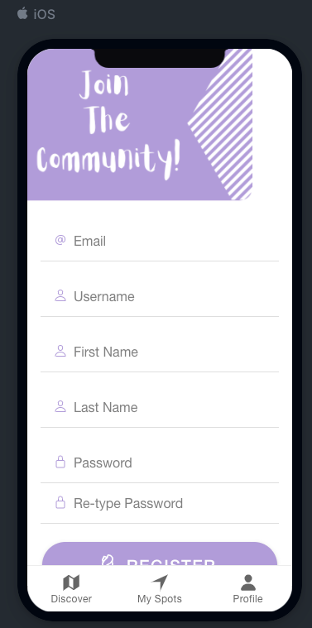 iOS
Join
The
Community!
@ Email
Username
First Name
Last Name
Password
Re-type Password
REGISTER
Discover My Spots Profile